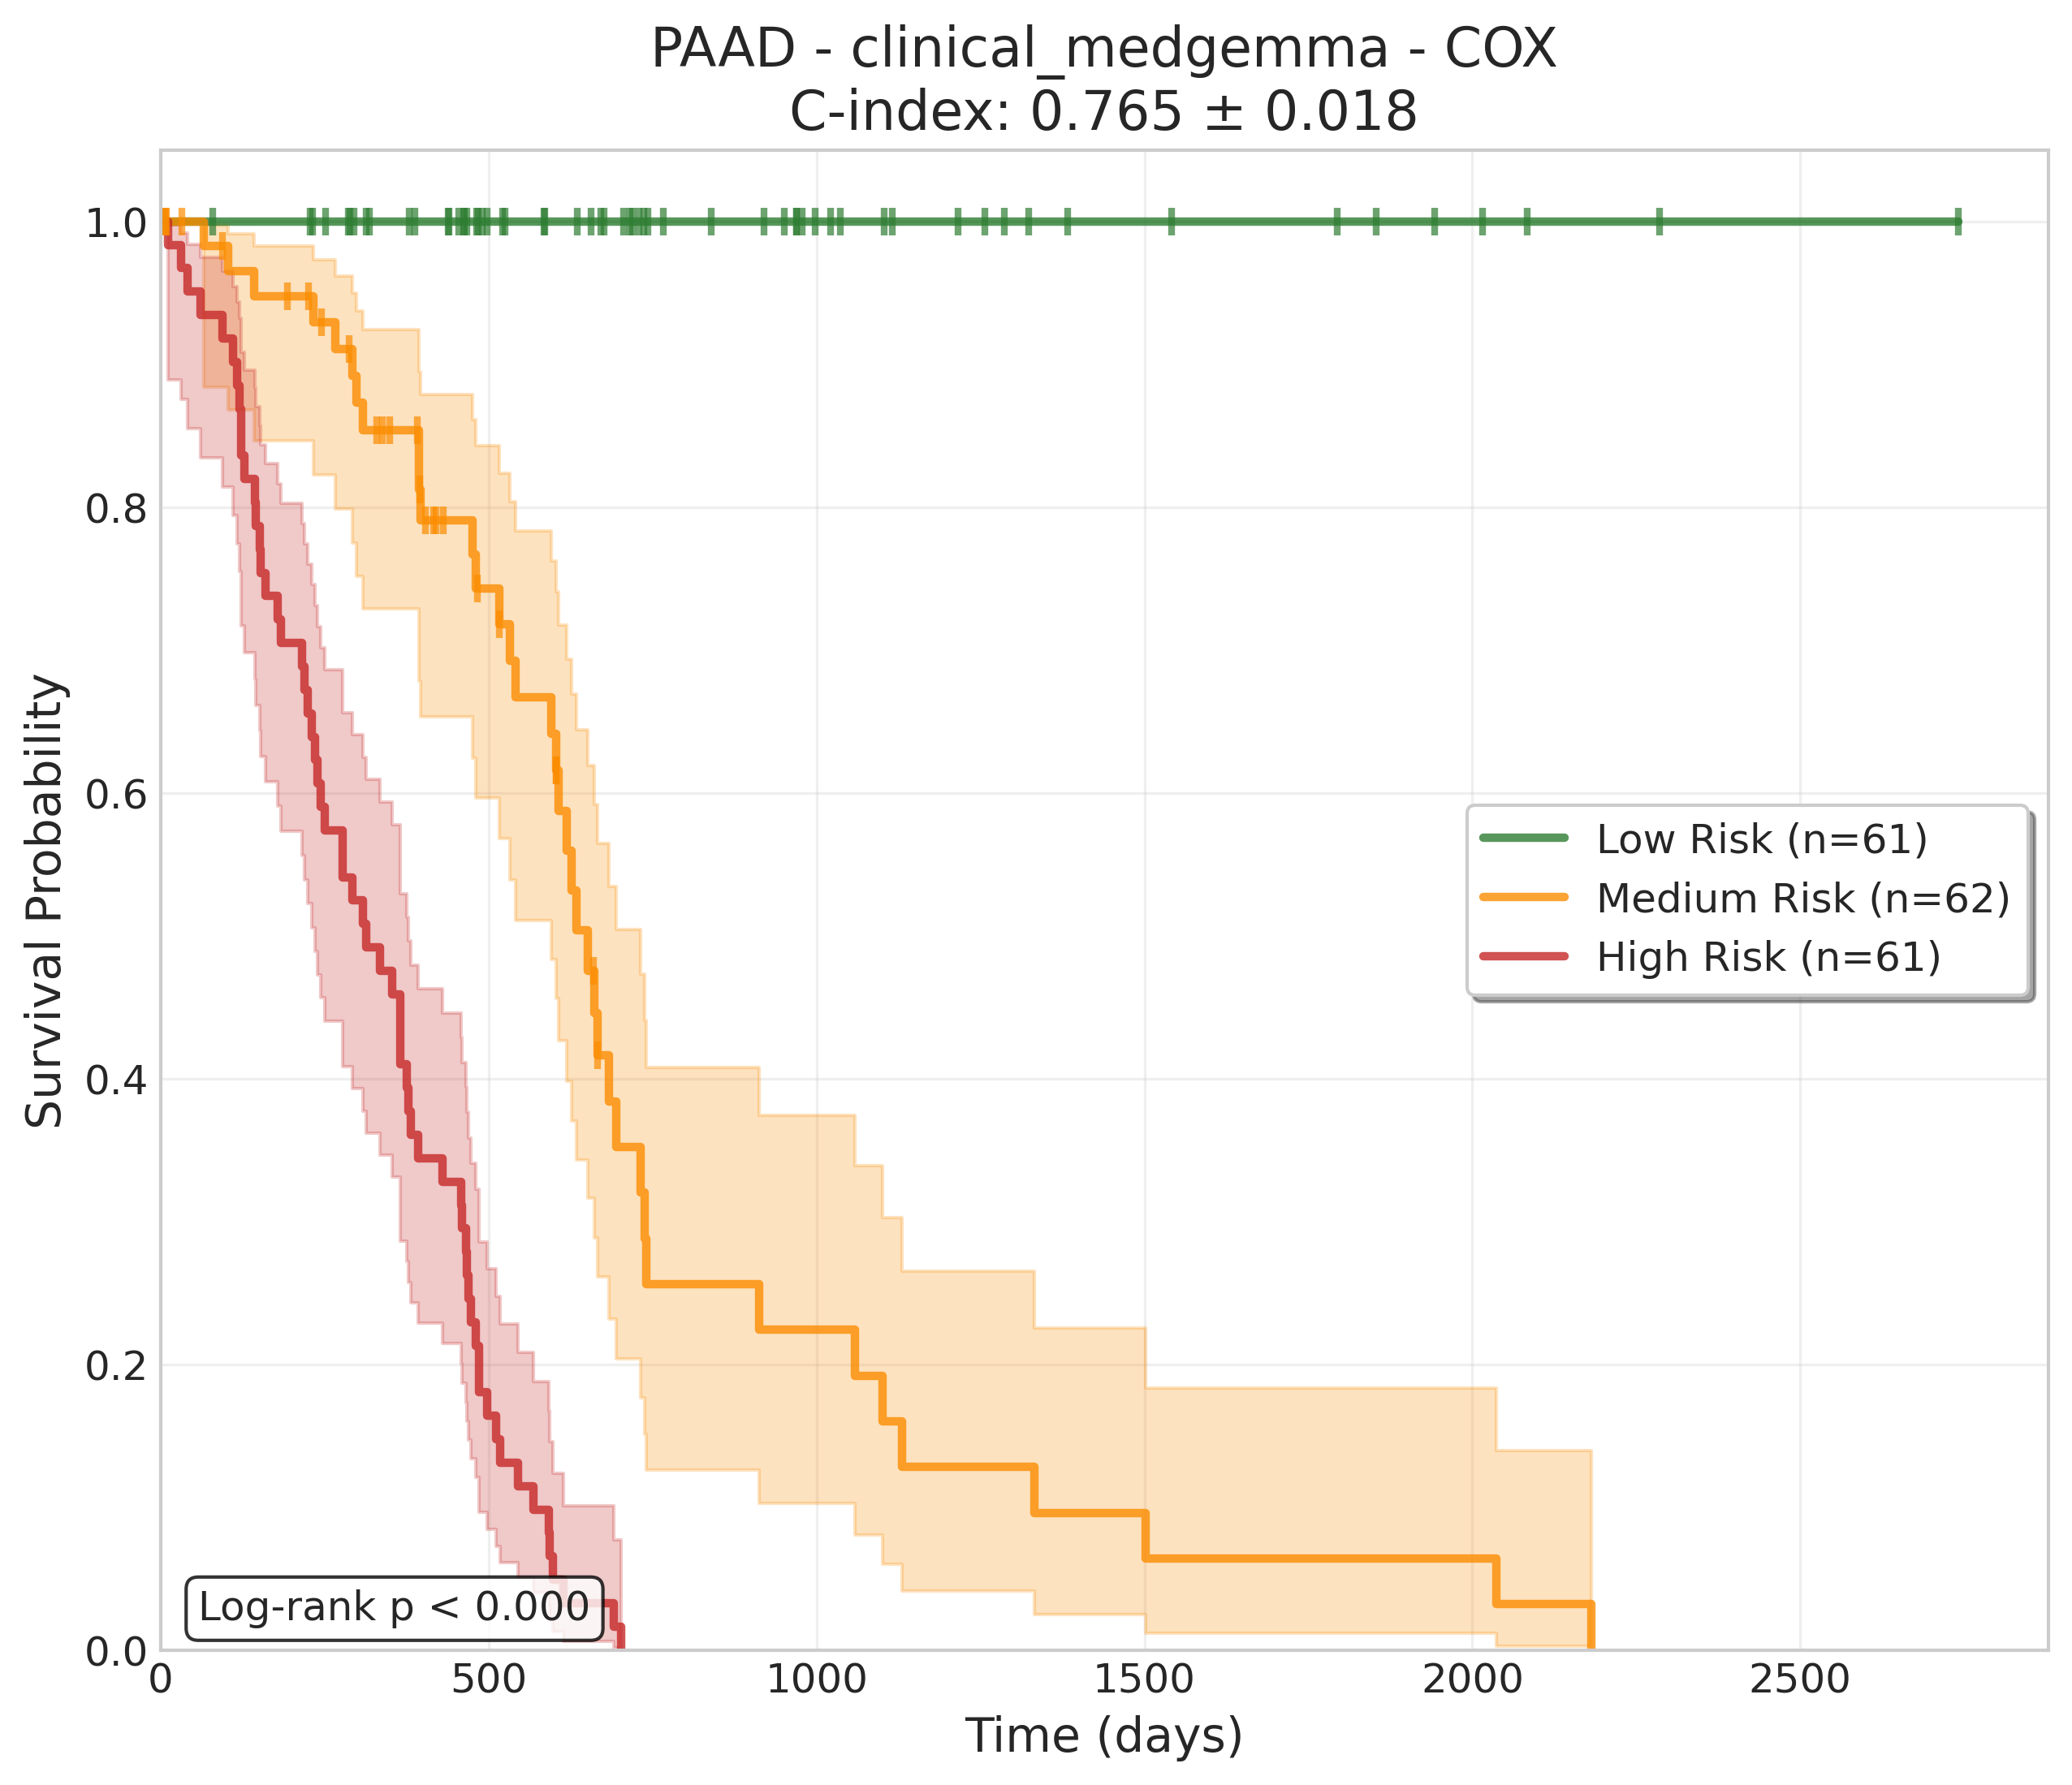 PAAD - clinical_medgemma - COX
C-index: 0.765 ± 0.018
Survival Probability
1.0
0.8
0.6
0.4
0.2
0.0
Low Risk (n=61)
Medium Risk (n=62)
High Risk (n=61)
Log-rank p < 0.000
0 500 1000 1500 2000 2500
Time (days)